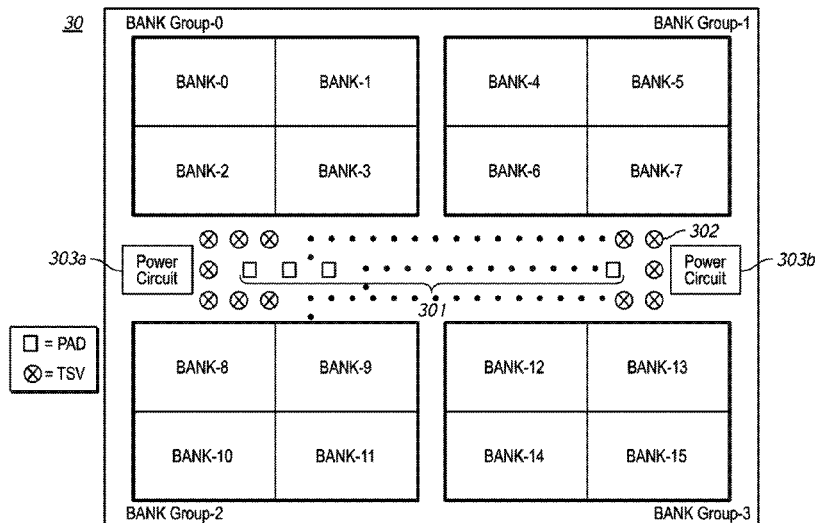 30
BANK Group-0
BANK Group-1
BANK-0
BANK-1
BANK-4
BANK-5
BANK-2
BANK-3
BANK-6
BANK-7
302
303a
Power
Circuit
Power
Circuit
303b
301
= PAD
= TSV
BANK-8
BANK-9
BANK-12
BANK-13
BANK-10
BANK-11
BANK-14
BANK-15
BANK Group-2
BANK Group-3